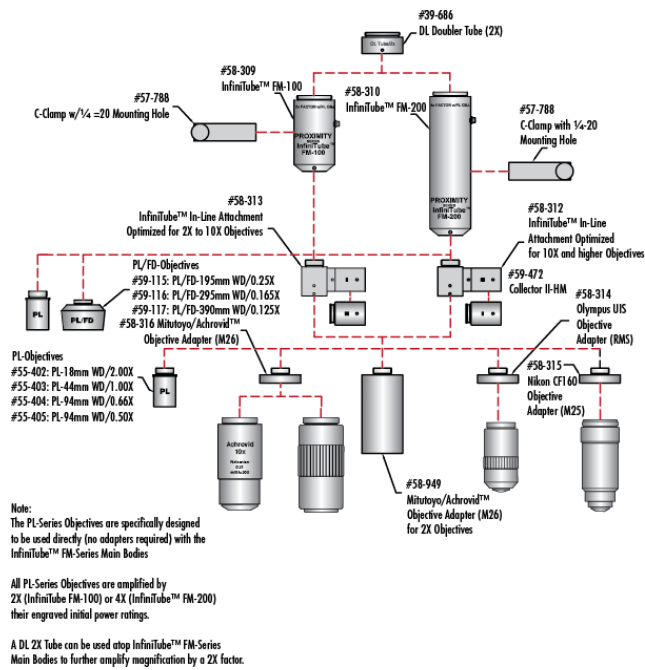 #39-686
DL Doubler Tube (2X)
DL Tube/2x
#58-309
InfiniTube™ FM-100
#58-310
InfiniTube™ FM-200
#57-788
C-Clamp w/¼ =20 Mounting Hole
#57-788
C-Clamp with ¼-20
Mounting Hole
PROXIMITY
InfiniTube™
FM-100
PROXIMITY
InfiniTube™
FM-200
#58-313
InfiniTube™ In-Line Attachment
Optimized for 2X to 10X Objectives
#58-312
InfiniTube™ In-Line
Attachment Optimized
for 10X and higher Objectives
#59-472
Collector II-HM
PL/FD-Objectives
#59-115: PL/FD-195mm WD/0.25X
#59-116: PL/FD-295mm WD/0.165X
#59-117: PL/FD-390mm WD/0.125X
PL
PL/FD
#58-316 Mitutoyo/Achrovid™
Objective Adapter (M26)
#58-314
Olympus UIS
Objective
Adapter (RMS)
#58-315
Nikon CF160
Objective
Adapter (M25)
PL-Objectives
#55-402: PL-18mm WD/2.00X
#55-403: PL-44mm WD/1.00X
#55-404: PL-94mm WD/0.66X
#55-405: PL-94mm WD/0.50X
PL
Achrovid
10x
#58-949
Mitutoyo/Achrovid™
Objective Adapter (M26)
for 2X Objectives
Note:
The PL-Series Objectives are specifically designed
to be used directly (no adapters required) with the
InfiniTube™ FM-Series Main Bodies
All PL-Series Objectives are amplified by
2X (InfiniTube FM-100) or 4X (InfiniTube™ FM-200)
their engraved initial power ratings.
A DL 2X Tube can be used atop InfiniTube™ FM-Series
Main Bodies to further amplify magnification by a 2X factor.